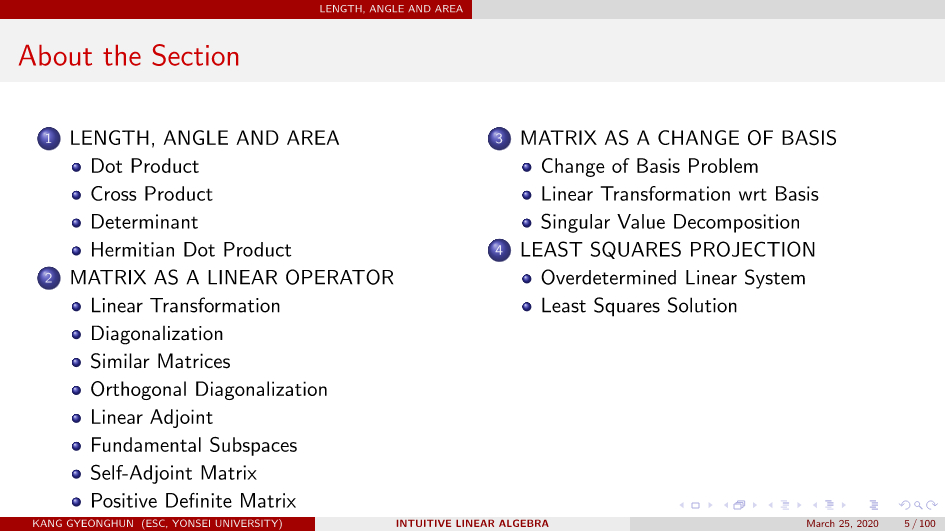 LENGTH, ANGLE AND AREA
About the Section
1 LENGTH, ANGLE AND AREA
Dot Product
Cross Product
Determinant
Hermitian Dot Product
2 MATRIX AS A LINEAR OPERATOR
Linear Transformation
Diagonalization
Similar Matrices
Orthogonal Diagonalization
Linear Adjoint
Fundamental Subspaces
Self-Adjoint Matrix
Positive Definite Matrix
3 MATRIX AS A CHANGE OF BASIS
Change of Basis Problem
Linear Transformation wrt Basis
Singular Value Decomposition
4 LEAST SQUARES PROJECTION
Overdetermined Linear System
Least Squares Solution
KANG GYEONGHUN (ESC, YONSEI UNIVERSITY)
INTUITIVE LINEAR ALGEBRA
March 25, 2020
5 / 100